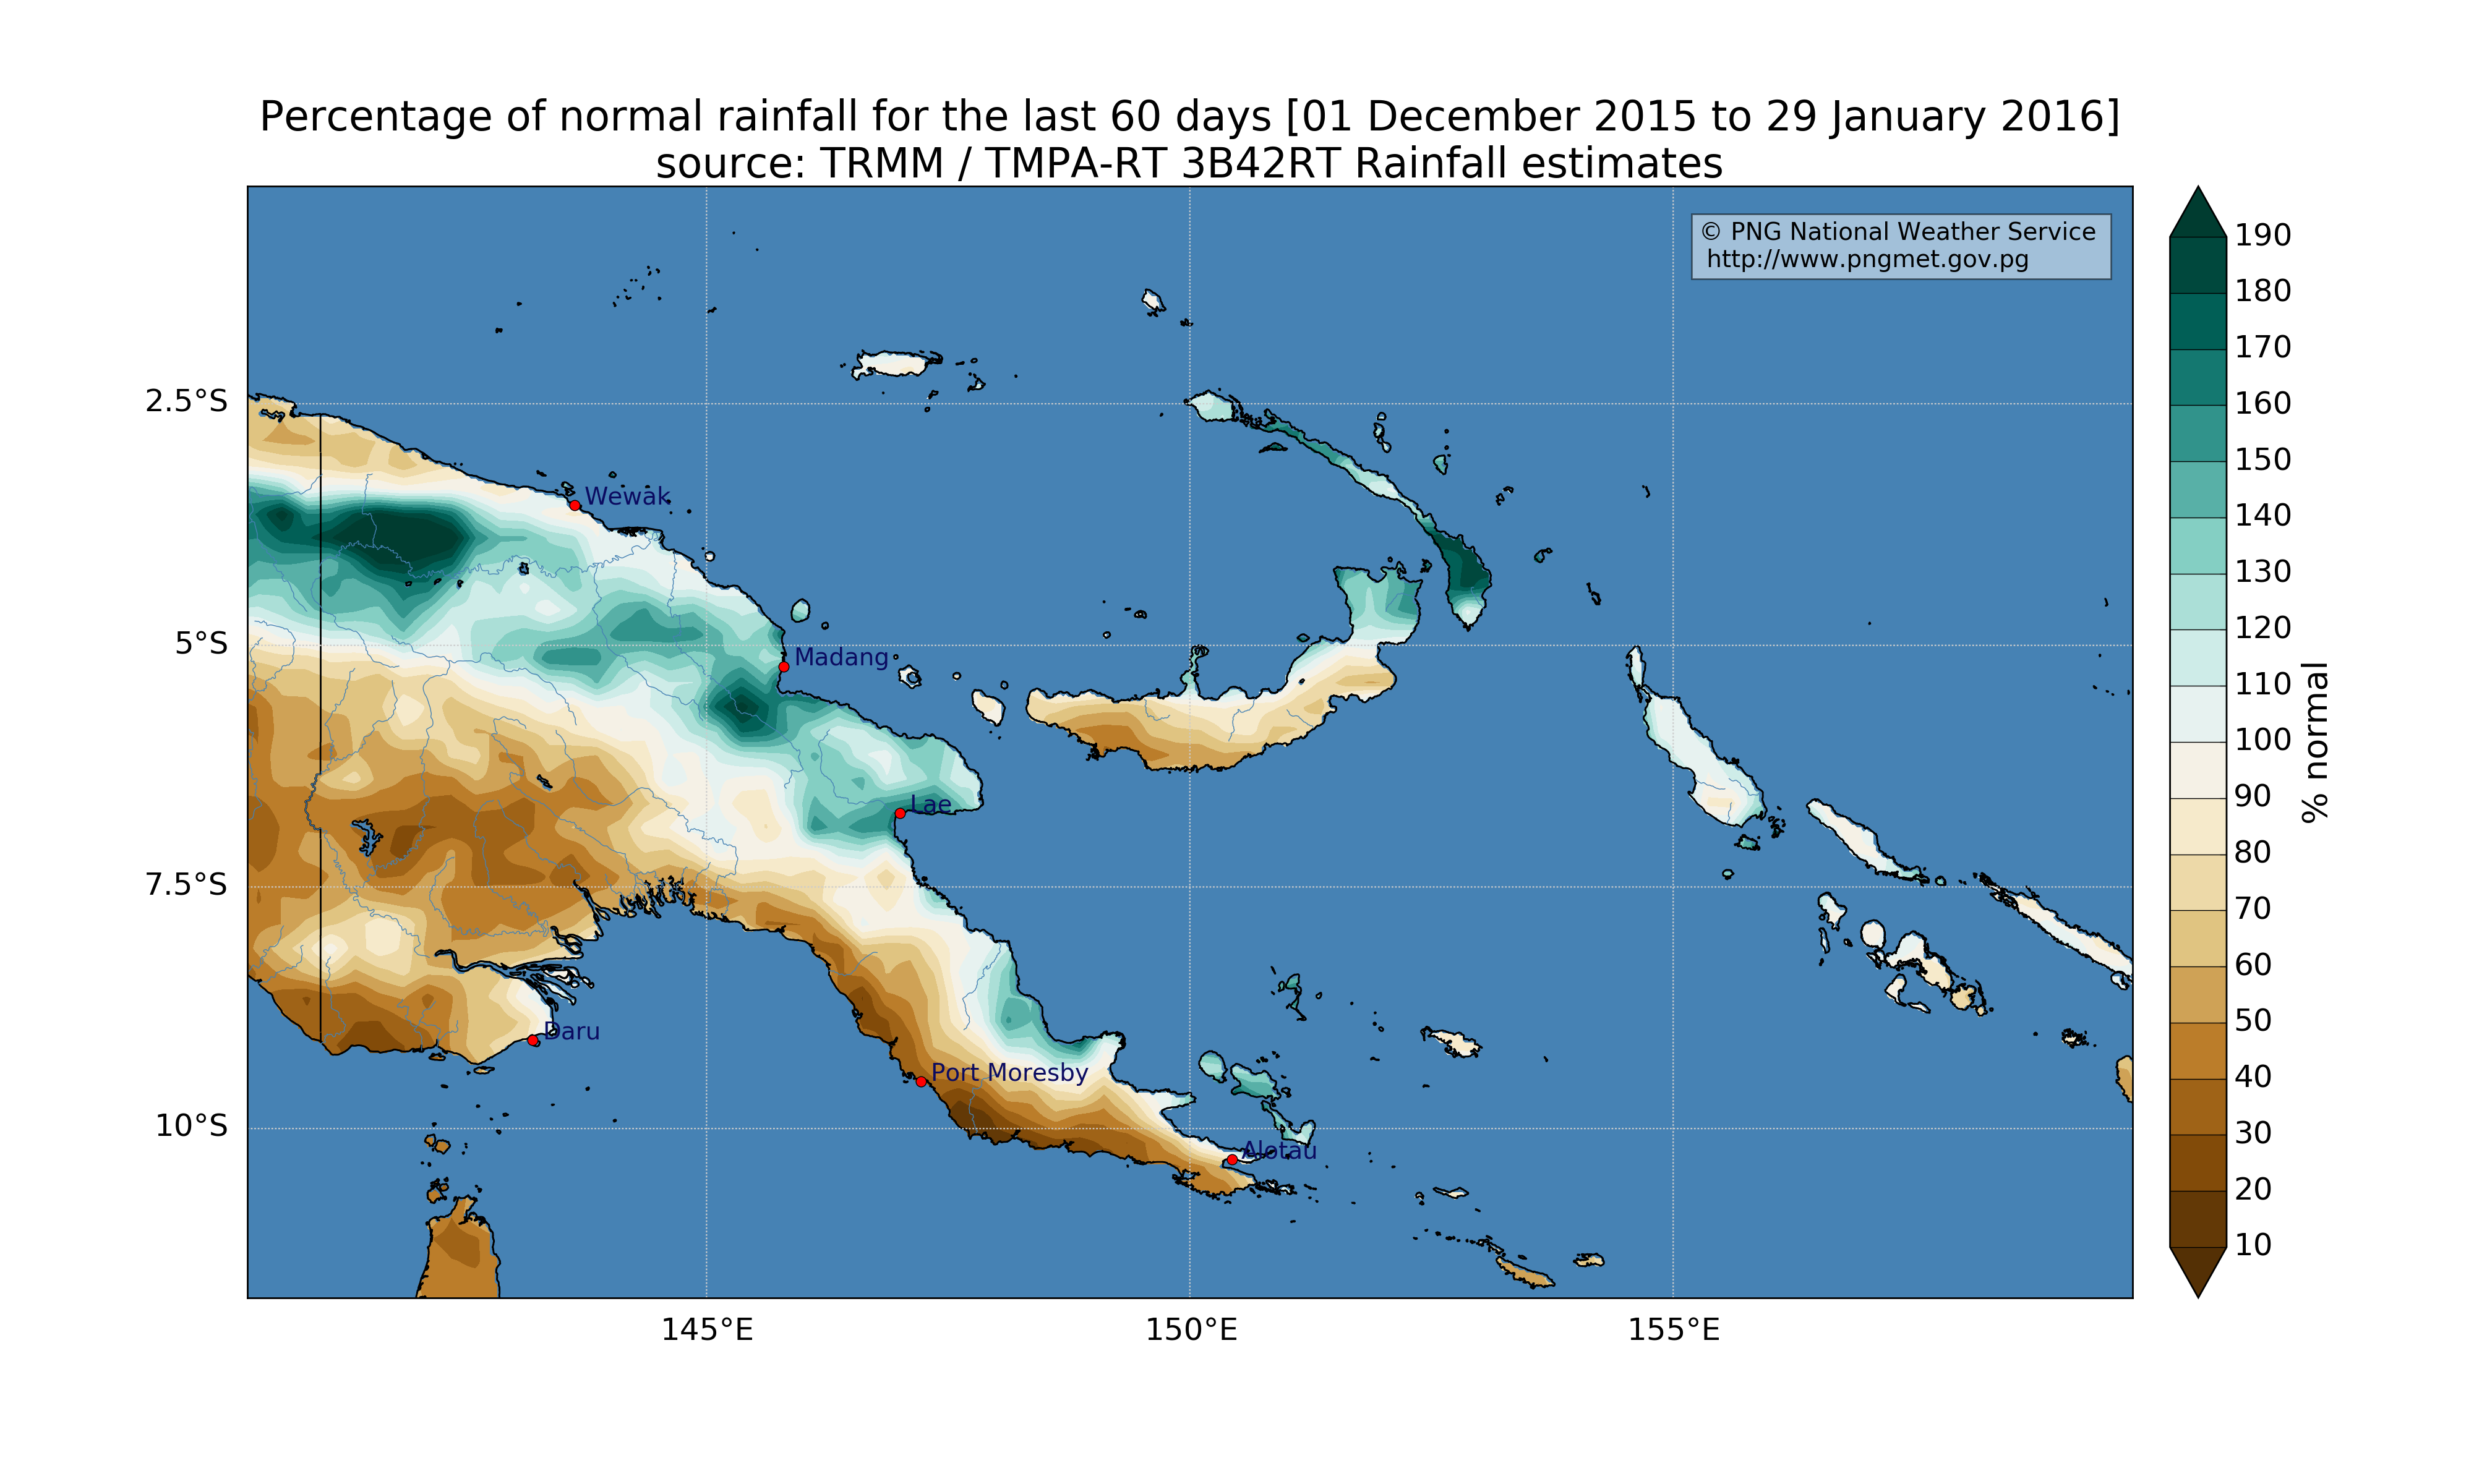 Percentage of normal rainfall for the last 60 days [01 December 2015 to 29 January 2016]
source: TRMM / TMPA-RT 3B42RT Rainfall estimates
© PNG National Weather Service
http://www.pngmet.gov.pg
2.5°S
5°S
7.5°S
10°S
Wewak
Madang
Lae
Daru
Port Moresby
Alotau
145°E
150°E
155°E
190
180
170
160
150
140
130
120
110
100
90
80
70
60
50
40
30
20
10
% normal